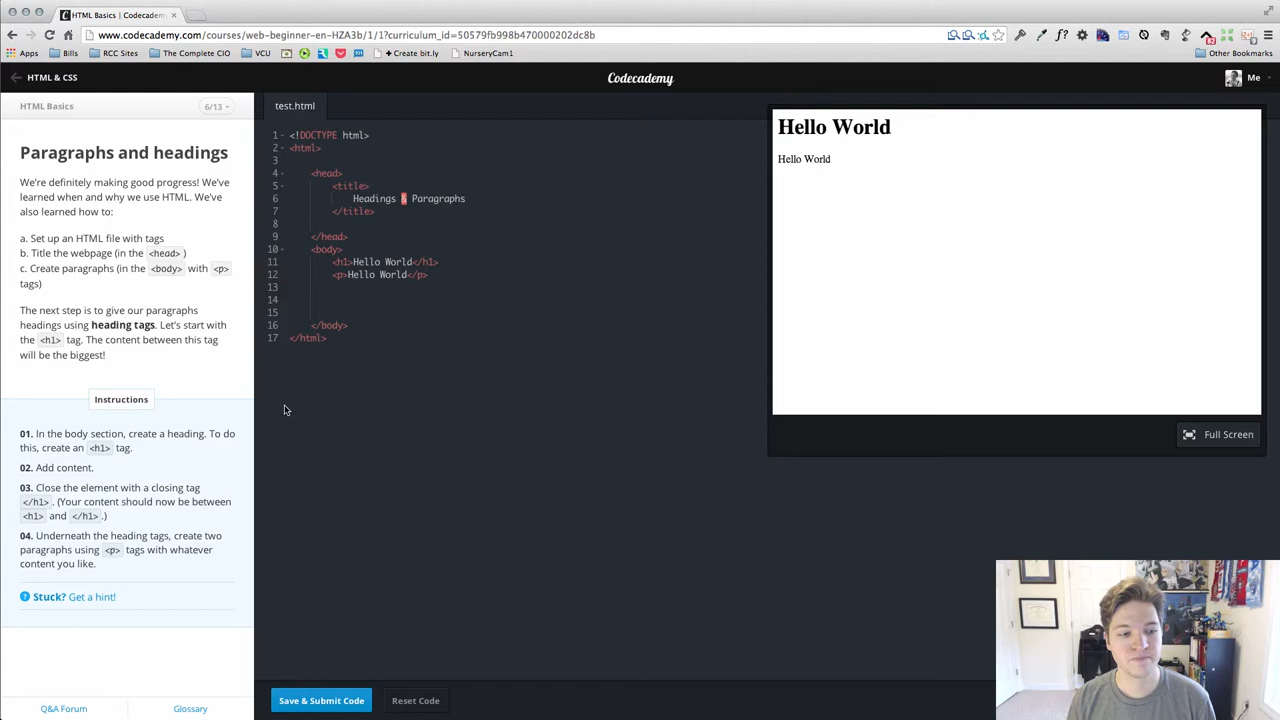 HTML Basics | Codecademy
www.codecademy.com/courses/web-beginner-en-HZA3b/1/1?curriculum_id=50579fb998b470000202dc8b
Apps Bills RCC Sites The Complete CIO VCU Create bit.ly NurseryCam1 Other Bookmarks
HTML & CSS
Codecademy
Me
HTML Basics 6/13
test.html
Paragraphs and headings
We're definitely making good progress! We've
learned when and why we use HTML. We've
also learned how to:
a. Set up an HTML file with tags
b. Title the webpage (in the <head> )
c. Create paragraphs (in the <body> with <p>
tags)
The next step is to give our paragraphs
headings using heading tags. Let's start with
the <h1> tag. The content between this tag
will be the biggest!
Instructions
01. In the body section, create a heading. To do
this, create an <h1> tag.
02. Add content.
03. Close the element with a closing tag
</h1> . (Your content should now be between
<h1> and </h1> .)
04. Underneath the heading tags, create two
paragraphs using <p> tags with whatever
content you like.
Stuck? Get a hint!
Q&A Forum Glossary
1 <!DOCTYPE html>
2 <html>
3
4 <head>
5 <title>
6 Headings & Paragraphs
7 </title>
8
9 </head>
10 <body>
11 <h1>Hello World</h1>
12 <p>Hello World</p>
13
14
15
16 </body>
17 </html>
Save & Submit Code Reset Code
Hello World
Hello World
Full Screen